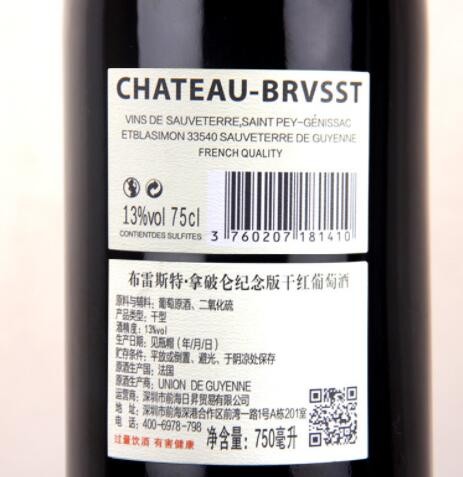 CHATEAU-BRVSST
VINS DE SAUVETERRE,SAINT PEY-GÉNISSAC
ETBLASIMON 33540 SAUVETERRE DE GUYENNE
FRENCH QUALITY
13%vol 75cl
CONTIENTDES SULFITES
3 760207 181410
布雷斯特·拿破仑纪念版干红葡萄酒
原料与辅料：葡萄原酒、二氧化硫
产品类型：干型
酒精度：13%vol
生产日期：见瓶帽（年/月/日）
贮存条件：平放或倒置、避光、于阴凉处保存
原酒生产国：法国
原酒生产商：UNION DE GUYENNE
运营商：深圳市前海日昇贸易有限公司
地址：深圳市前海深港合作区前湾一路1号A栋201室
电话：400-6978-798
过量饮酒 有害健康 净含量：750毫升